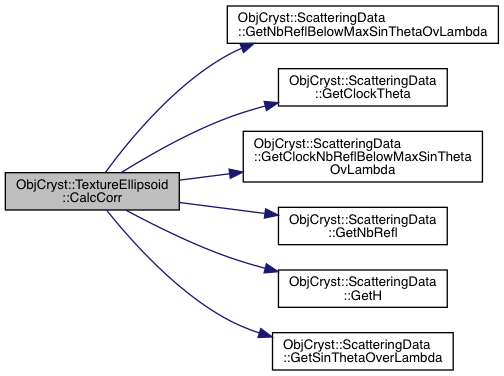 ObjCryst::ScatteringData
::GetNbReflBelowMaxSinThetaOvLambda
ObjCryst::ScatteringData
::GetClockTheta
ObjCryst::ScatteringData
::GetClockNbReflBelowMaxSinTheta
OvLambda
ObjCryst::TextureEllipsoid
::CalcCorr
ObjCryst::ScatteringData
::GetNbRefl
ObjCryst::ScatteringData
::GetH
ObjCryst::ScatteringData
::GetSinThetaOverLambda